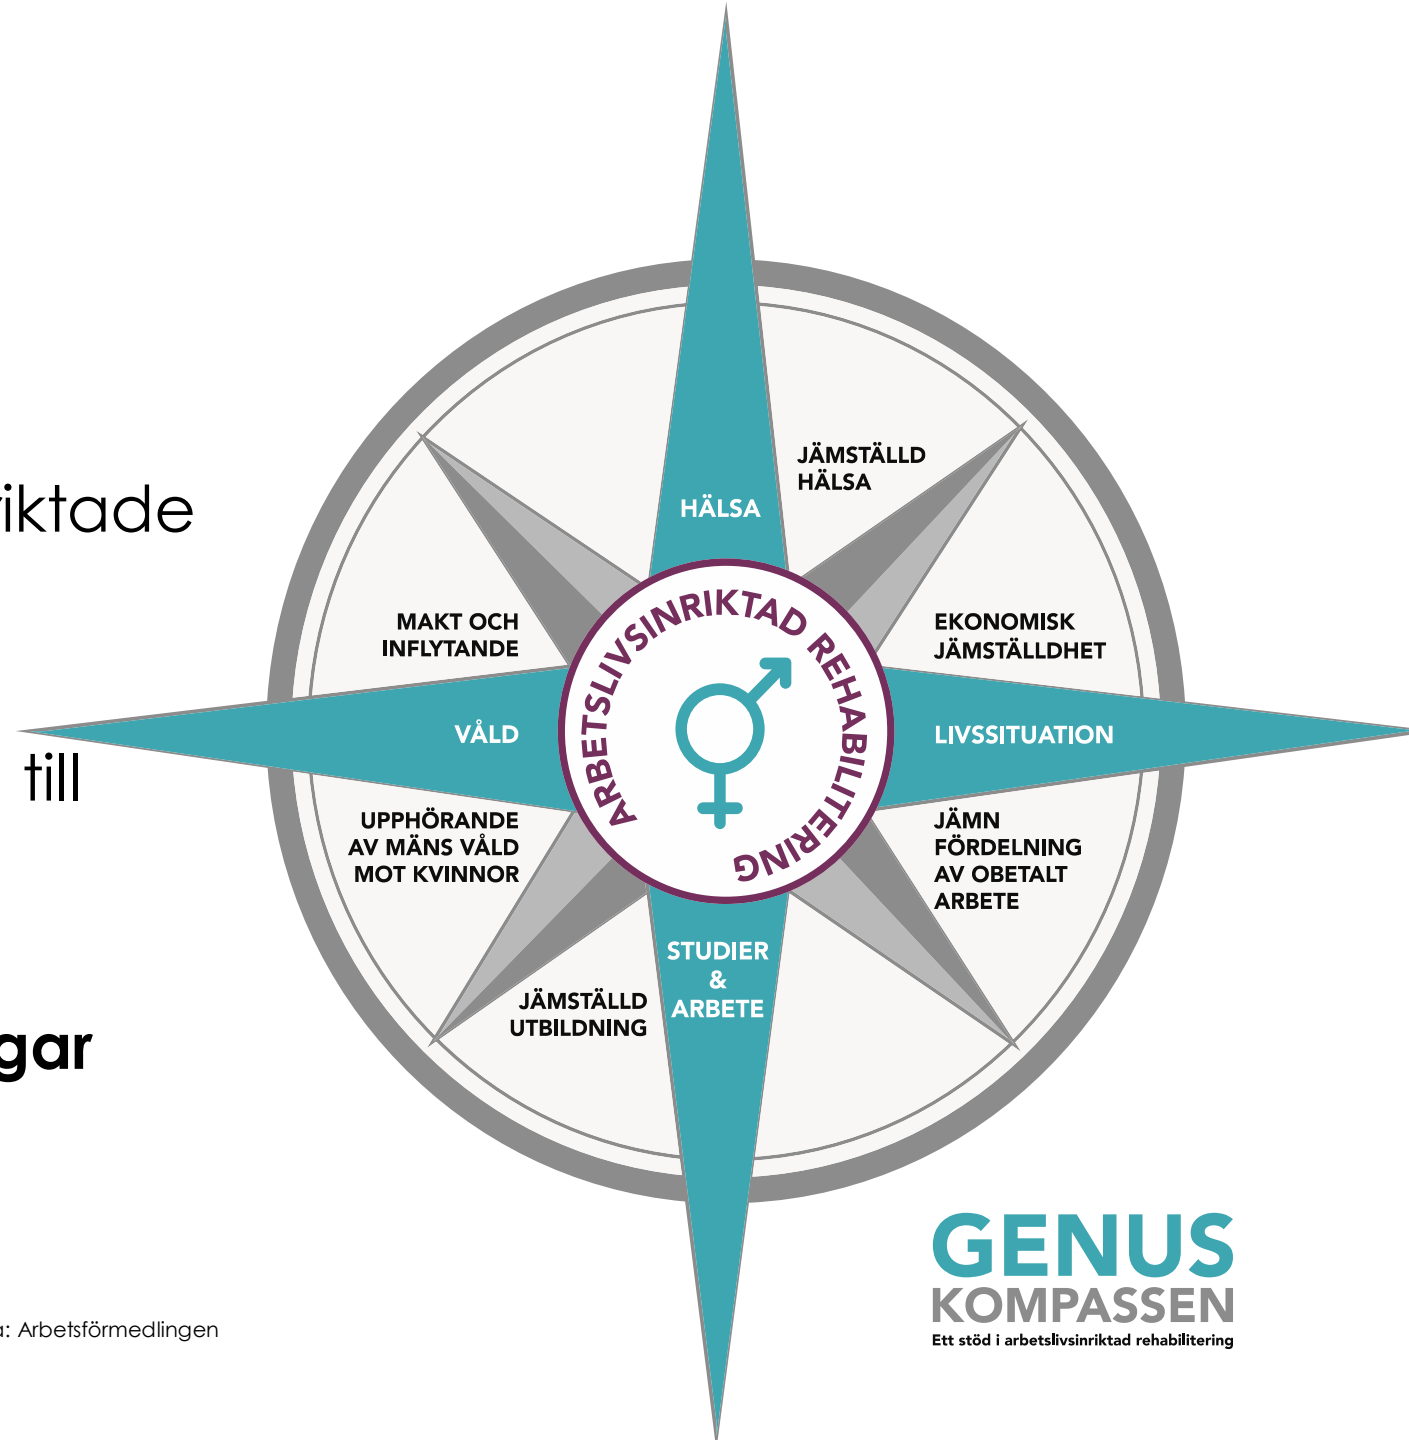 riktade
till
gar
a: Arbetsförmedlingen
HÄLSA
JÄMSTÄLLD
HÄLSA
MAKT OCH
INFLYTANDE
EKONOMISK
JÄMSTÄLLDHET
ARBETSLIVSINRIKTAD REHABILITERING
VÅLD
LIVSSITUATION
UPPHÖRANDE
AV MÄNS VÅLD
MOT KVINNOR
JÄMN
FÖRDELNING
AV OBETALT
ARBETE
STUDIER
&
ARBETE
JÄMSTÄLLD
UTBILDNING
GENUS
KOMPASSEN
Ett stöd i arbetslivsinriktad rehabilitering